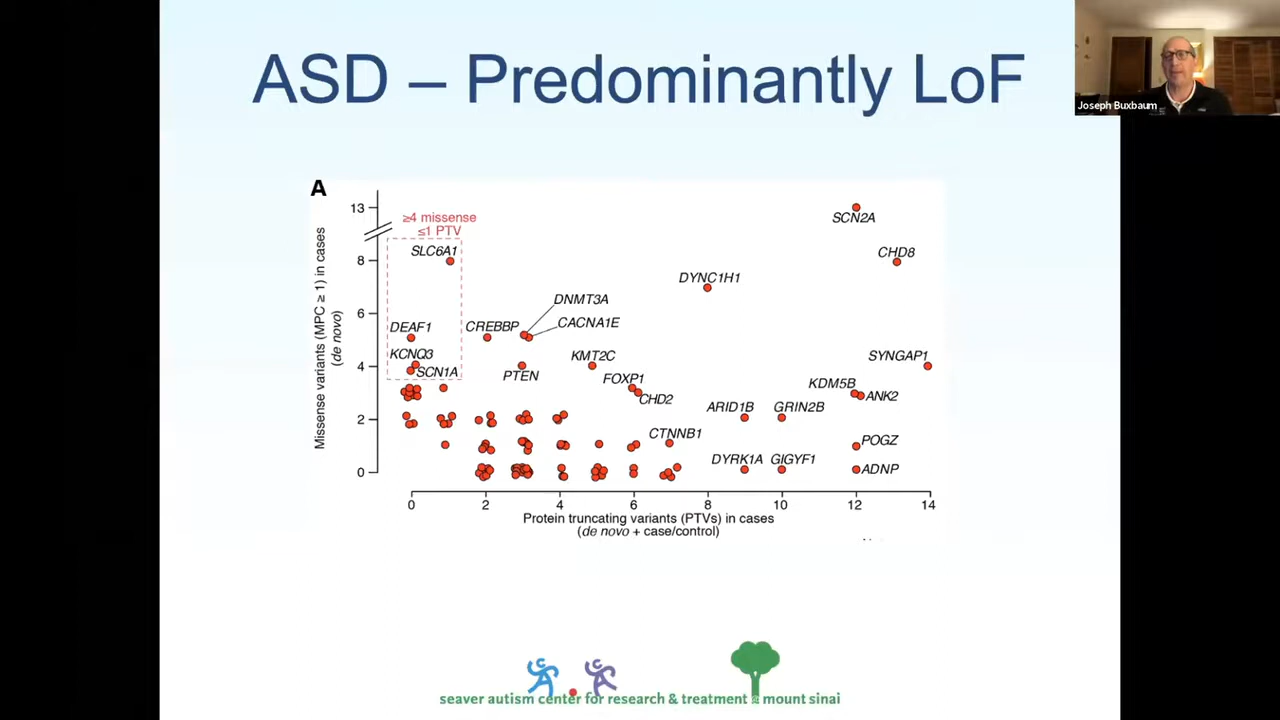 ASD – Predominantly LoF
Joseph Buxbaum
A
≥4 missense
≤1 PTV
Missense variants (MPC ≥ 1) in cases
(de novo)
13
8
6
4
2
0
SCN2A
CHD8
SLC6A1
DYNC1H1
DNMT3A
CACNA1E
DEAF1
CREBBP
KCNQ3
SCN1A
PTEN
KMT2C
SYNGAP1
FOXP1
CHD2
KDM5B
ANK2
ARID1B
GRIN2B
CTNNB1
POGZ
DYRK1A
GIGYF1
ADNP
0 2 4 6 8 10 12 14
Protein truncating variants (PTVs) in cases
(de novo + case/control)
seaver autism center for research & treatment at mount sinai